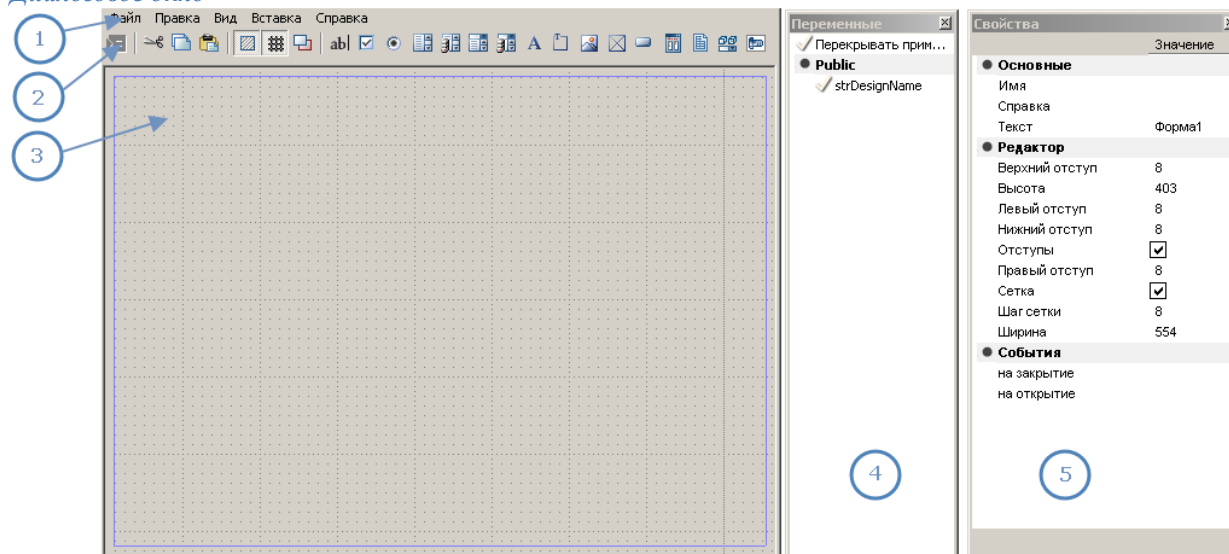 Диалоговое окно
Файл Правка Вид Вставка Справка
1
2
3
ab|
A
Переменные
Перекрывать прим...
Public
strDesignName
4
Свойства
Значение
Основные
Имя
Справка
Текст Форма1
Редактор
Верхний отступ 8
Высота 403
Левый отступ 8
Нижний отступ 8
Отступы
Правый отступ 8
Сетка
Шаг сетки 8
Ширина 554
События
на закрытие
на открытие
5